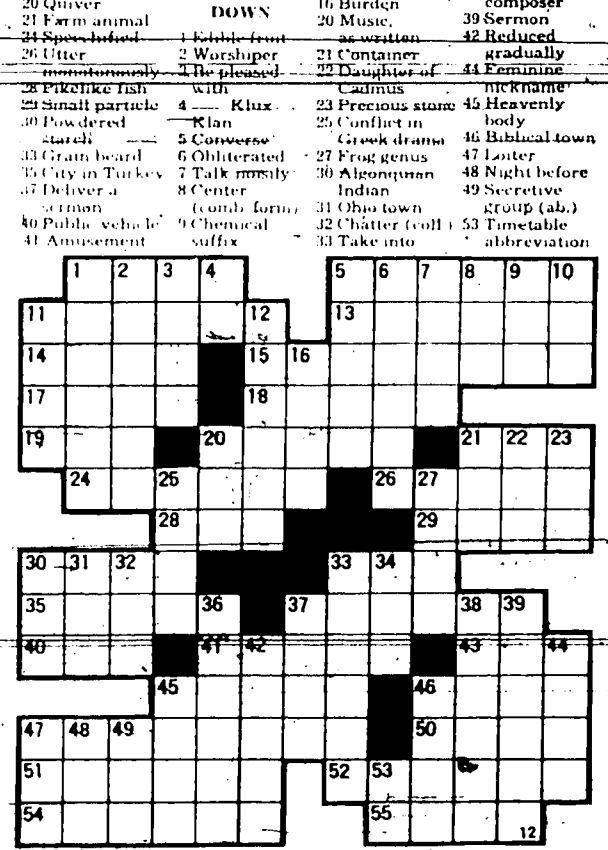 20 Quiver
21 Farm animal
24 Speechified
26 Utter
monotonously
28 Pikelike fish
29 Small particle
30 Powdered
starch
33 Grain beard
35 City in Turkey
37 Deliver a
sermon
40 Public vehicle
41 Amusement
DOWN
1 Edible fruit
2 Worshiper
3 Be pleased
with
4 — Klux
Klan
5 Converse
6 Obliterated
7 Talk noisily
8 Center
(comb. form)
9 Chemical
suffix
16 Burden
20 Music,
as written
21 Container
22 Daughter of
Cadmus
23 Precious stone
25 Conflict in
Greek drama
27 Frog genus
30 Algonquian
Indian
31 Ohio town
32 Chatter (coll.)
33 Take into
composer
39 Sermon
42 Reduced
gradually
44 Feminine
nickname
45 Heavenly
body
46 Biblical town
47 Loiter
48 Night before
49 Secretive
group (ab.)
53 Timetable
abbreviation
1 2 3 4 5 6 7 8 9 10
11 12 13
14 15 16
17 18
19 20 21 22 23
24 25 26 27
28 29
30 31 32 33 34
35 36 37 38 39
40 41 42 43 44
45 46
47 48 49 50
51 52 53
54 55
12